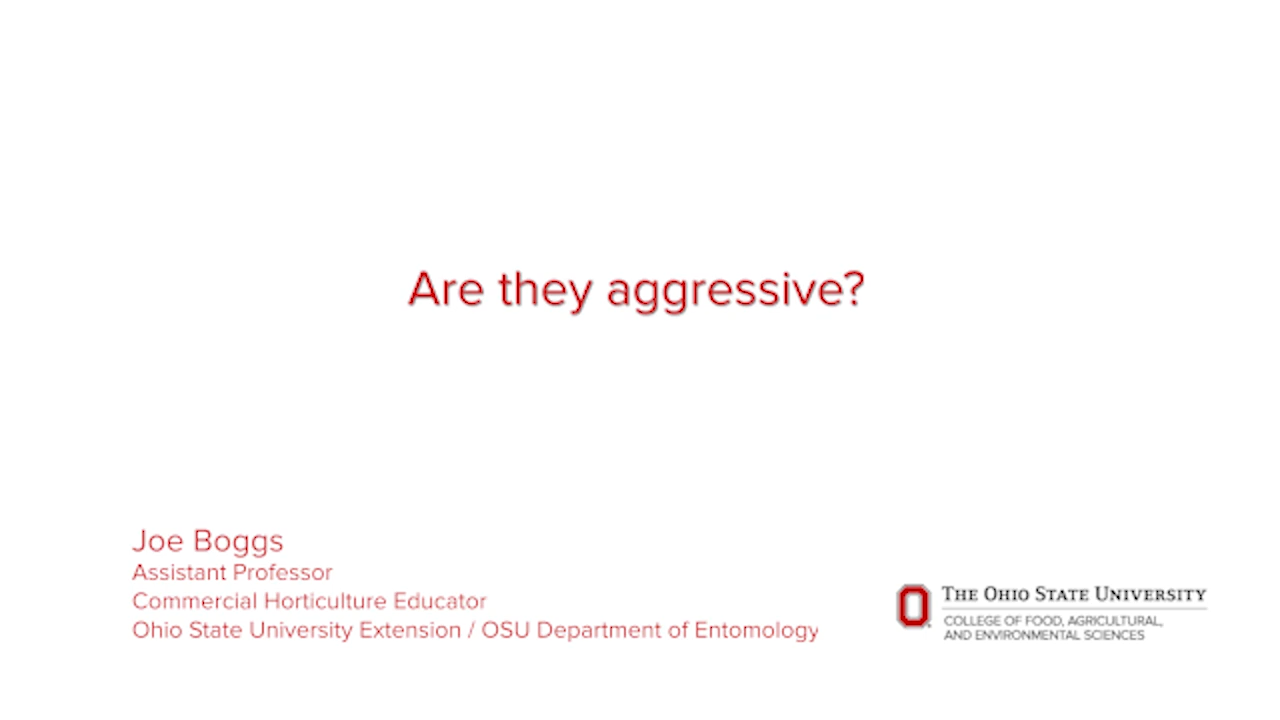 Are they aggressive?
Joe Boggs
Assistant Professor
Commercial Horticulture Educator
Ohio State University Extension / OSU Department of Entomology
THE OHIO STATE UNIVERSITY
COLLEGE OF FOOD, AGRICULTURAL,
AND ENVIRONMENTAL SCIENCES